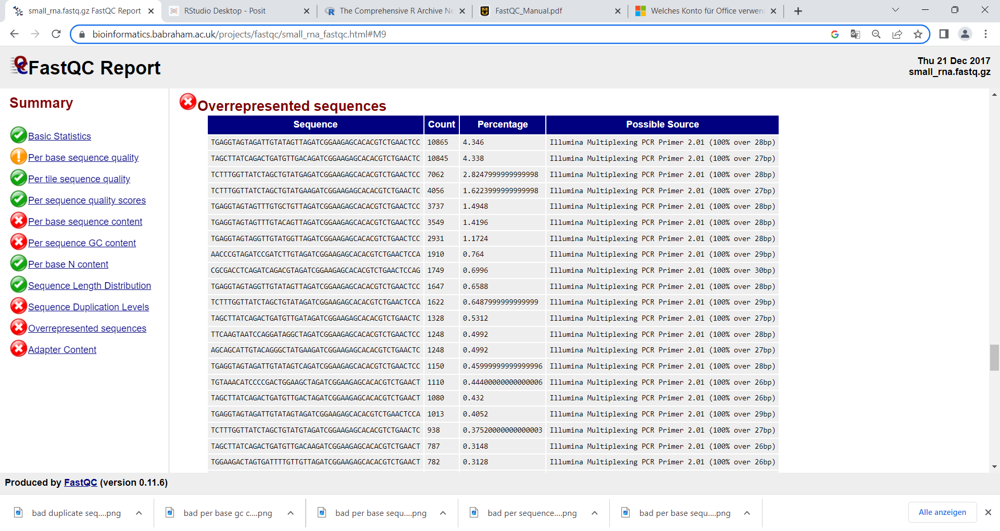 small_rna.fastq.gz FastQC Report
RStudio Desktop - Posit
The Comprehensive R Archive Ne
FastQC_Manual.pdf
Welches Konto für Office verwen
bioinformatics.babraham.ac.uk/projects/fastqc/small_rna_fastqc.html#M9
FastQC Report
Thu 21 Dec 2017
small_rna.fastq.gz
Summary
Basic Statistics
Per base sequence quality
Per tile sequence quality
Per sequence quality scores
Per base sequence content
Per sequence GC content
Per base N content
Sequence Length Distribution
Sequence Duplication Levels
Overrepresented sequences
Adapter Content
Overrepresented sequences
Sequence Count Percentage Possible Source
TGAGGTAGTAGATTGTATAGTTAGATCGGAAGAGCACACGTCTGAACTCC 10865 4.346 Illumina Multiplexing PCR Primer 2.01 (100% over 28bp)
TAGCTTATCAGACTGATGTTGACAGATCGGAAGAGCACACGTCTGAACTC 10845 4.338 Illumina Multiplexing PCR Primer 2.01 (100% over 27bp)
TCTTTGGTTATCTAGCTGTATGAGATCGGAAGAGCACACGTCTGAACTCC 7062 2.8247999999999998 Illumina Multiplexing PCR Primer 2.01 (100% over 28bp)
TCTTTGGTTATCTAGCTGTATGAAGATCGGAAGAGCACACGTCTGAACTC 4056 1.6223999999999998 Illumina Multiplexing PCR Primer 2.01 (100% over 27bp)
TGAGGTAGTAGTTTGTGCTGTTAGATCGGAAGAGCACACGTCTGAACTCC 3737 1.4948 Illumina Multiplexing PCR Primer 2.01 (100% over 28bp)
TGAGGTAGTAGTTTGTACAGTTAGATCGGAAGAGCACACGTCTGAACTCC 3549 1.4196 Illumina Multiplexing PCR Primer 2.01 (100% over 28bp)
TGAGGTAGTAGGTTGTATGGTTAGATCGGAAGAGCACACGTCTGAACTCC 2931 1.1724 Illumina Multiplexing PCR Primer 2.01 (100% over 28bp)
AACCCGTAGATCCGATCTTGTAGATCGGAAGAGCACACGTCTGAACTCCA 1910 0.764 Illumina Multiplexing PCR Primer 2.01 (100% over 29bp)
CGCGACCTCAGATCAGACGTAGATCGGAAGAGCACACGTCTGAACTCCAG 1749 0.6996 Illumina Multiplexing PCR Primer 2.01 (100% over 30bp)
TGAGGTAGTAGGTTGTATAGTTAGATCGGAAGAGCACACGTCTGAACTCC 1647 0.6588 Illumina Multiplexing PCR Primer 2.01 (100% over 28bp)
TCTTTGGTTATCTAGCTGTATAGATCGGAAGAGCACACGTCTGAACTCCA 1622 0.6487999999999999 Illumina Multiplexing PCR Primer 2.01 (100% over 29bp)
TAGCTTATCAGACTGATGTTGATAGATCGGAAGAGCACACGTCTGAACTC 1328 0.5312 Illumina Multiplexing PCR Primer 2.01 (100% over 27bp)
TTCAAGTAATCCAGGATAGGCTAGATCGGAAGAGCACACGTCTGAACTCC 1248 0.4992 Illumina Multiplexing PCR Primer 2.01 (100% over 28bp)
AGCAGCATTGTACAGGGCTATGAAGATCGGAAGAGCACACGTCTGAACTC 1248 0.4992 Illumina Multiplexing PCR Primer 2.01 (100% over 27bp)
TGAGGTAGTAGATTGTATAGTCAGATCGGAAGAGCACACGTCTGAACTCC 1150 0.45999999999999996 Illumina Multiplexing PCR Primer 2.01 (100% over 28bp)
TGTAAACATCCCCGACTGGAAGCTAGATCGGAAGAGCACACGTCTGAACT 1110 0.44400000000000006 Illumina Multiplexing PCR Primer 2.01 (100% over 26bp)
TAGCTTATCAGACTGATGTTGACTAGATCGGAAGAGCACACGTCTGAACT 1080 0.432 Illumina Multiplexing PCR Primer 2.01 (100% over 26bp)
TGAGGTAGTAGATTGTATAGTAGATCGGAAGAGCACACGTCTGAACTCCA 1013 0.4052 Illumina Multiplexing PCR Primer 2.01 (100% over 29bp)
TCTTTGGTTATCTAGCTGTATGTAGATCGGAAGAGCACACGTCTGAACTC 938 0.37520000000000003 Illumina Multiplexing PCR Primer 2.01 (100% over 27bp)
TAGCTTATCAGACTGATGTTGACAAGATCGGAAGAGCACACGTCTGAACT 787 0.3148 Illumina Multiplexing PCR Primer 2.01 (100% over 26bp)
TGGAAGACTAGTGATTTTGTTGTTAGATCGGAAGAGCACACGTCTGAACT 782 0.3128 Illumina Multiplexing PCR Primer 2.01 (100% over 26bp)
Produced by FastQC (version 0.11.6)
bad duplicate seq....png
bad per base gc c....png
bad per base sequ....png
bad per sequence....png
bad per base sequ....png
Alle anzeigen